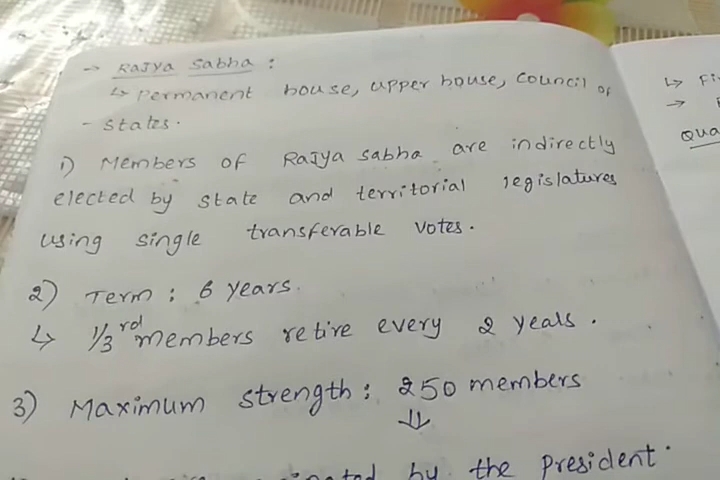 → Rajya Sabha :
↳ Permanent house, upper house, council of
- states.
1) Members of Rajya sabha are indirectly
elected by state and territorial legislatures
using single transferable votes.
2) Term : 6 years.
↳ 1/3rd members retire every 2 years.
3) Maximum strength : 250 members
⇓
by the president.
↳ Fi
→
Qua